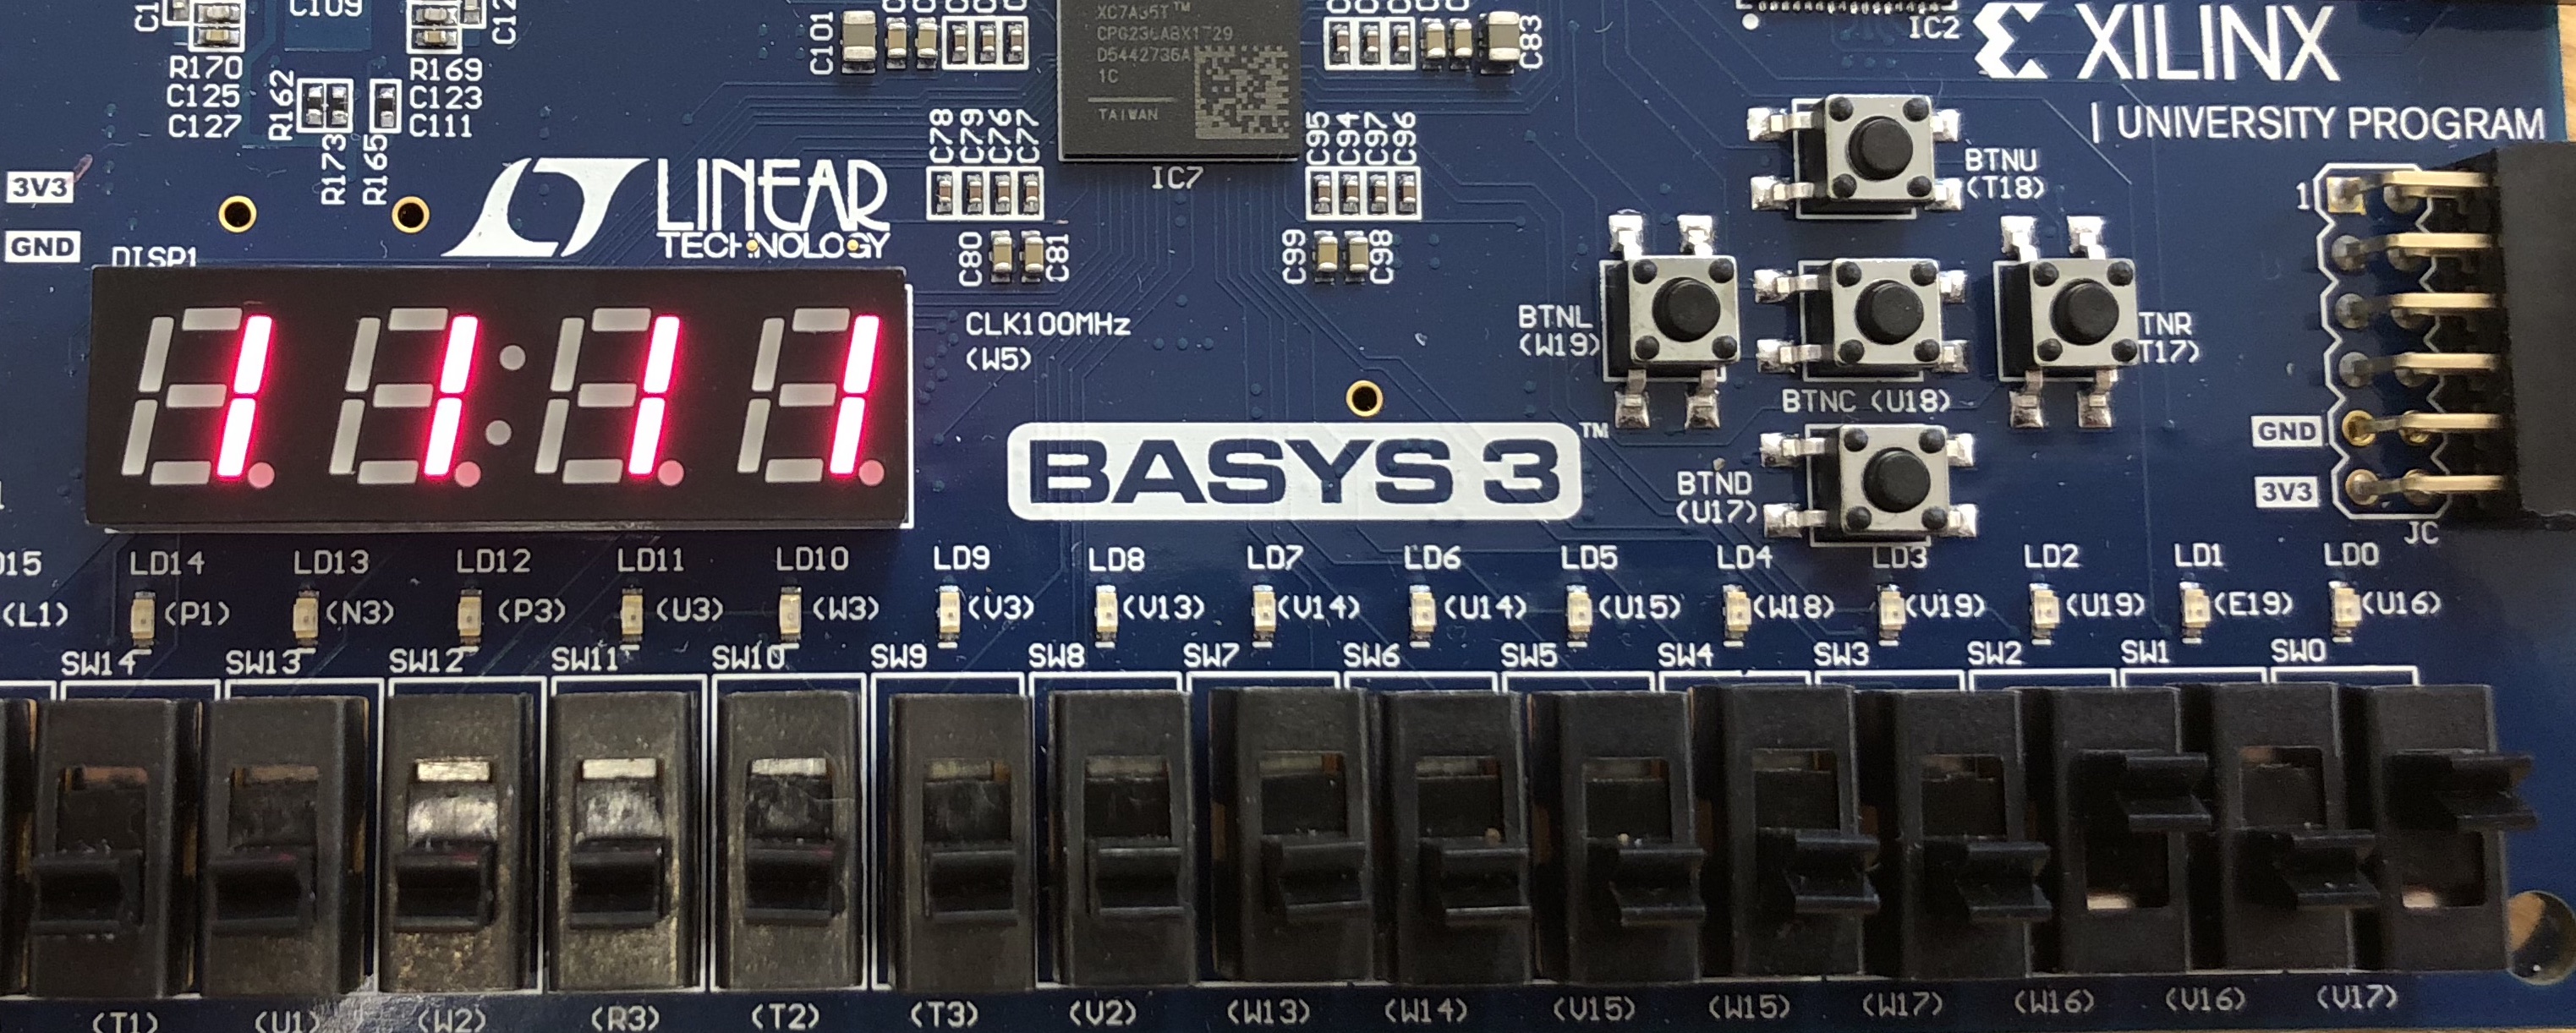 C109
R170
C125
C127
R162
R173
R165
R169
C123
C111
3V3
GND
DISP1
LINEAR
TECHNOLOGY
11:11
C101
C83
XC7A35T™
D5442736A
1C
TAIWAN
IC7
C78
C79
C76
C77
C80
C81
C95
C94
C97
C96
C99
C98
CLK100MHz
(W5)
BASYS 3™
IC2
XILINX
UNIVERSITY PROGRAM
BTNU
(T18)
BTNL
(W19)
TNR
T17)
BTNC (U18)
BTND
(U17)
1
GND
3V3
JC
D15 LD14 LD13 LD12 LD11 LD10 LD9 LD8 LD7 LD6 LD5 LD4 LD3 LD2 LD1 LD0
(L1) (P1) (N3) (P3) (U3) (W3) (V3) (V13) (V14) (U14) (U15) (W18) (V19) (U19) (E19) (U16)
SW14 SW13 SW12 SW11 SW10 SW9 SW8 SW7 SW6 SW5 SW4 SW3 SW2 SW1 SW0
(T1) (U1) (W2) (R3) (T2) (T3) (V2) (W13) (W14) (V15) (W15) (W17) (W16) (V16) (V17)